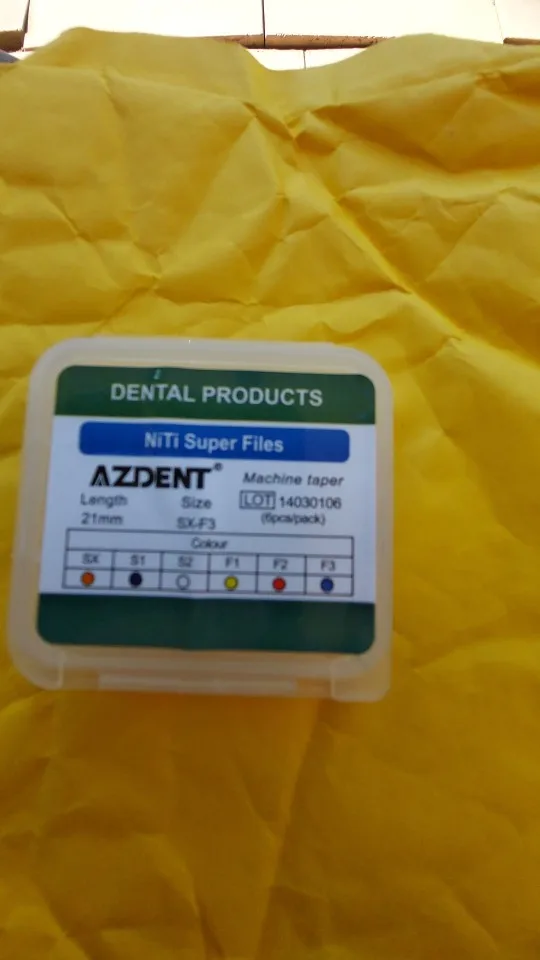 DENTAL PRODUCTS
NiTi Super Files
AZDENT® Machine taper
Length Size LOT 14030106
21mm SX-F3 (6pcs/pack)
Colour
SX S1 S2 F1 F2 F3